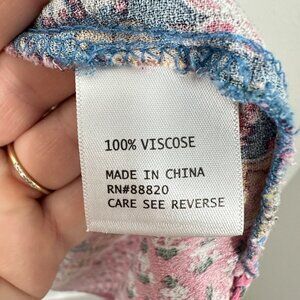 100% VISCOSE
MADE IN CHINA
RN#88820
CARE SEE REVERSE